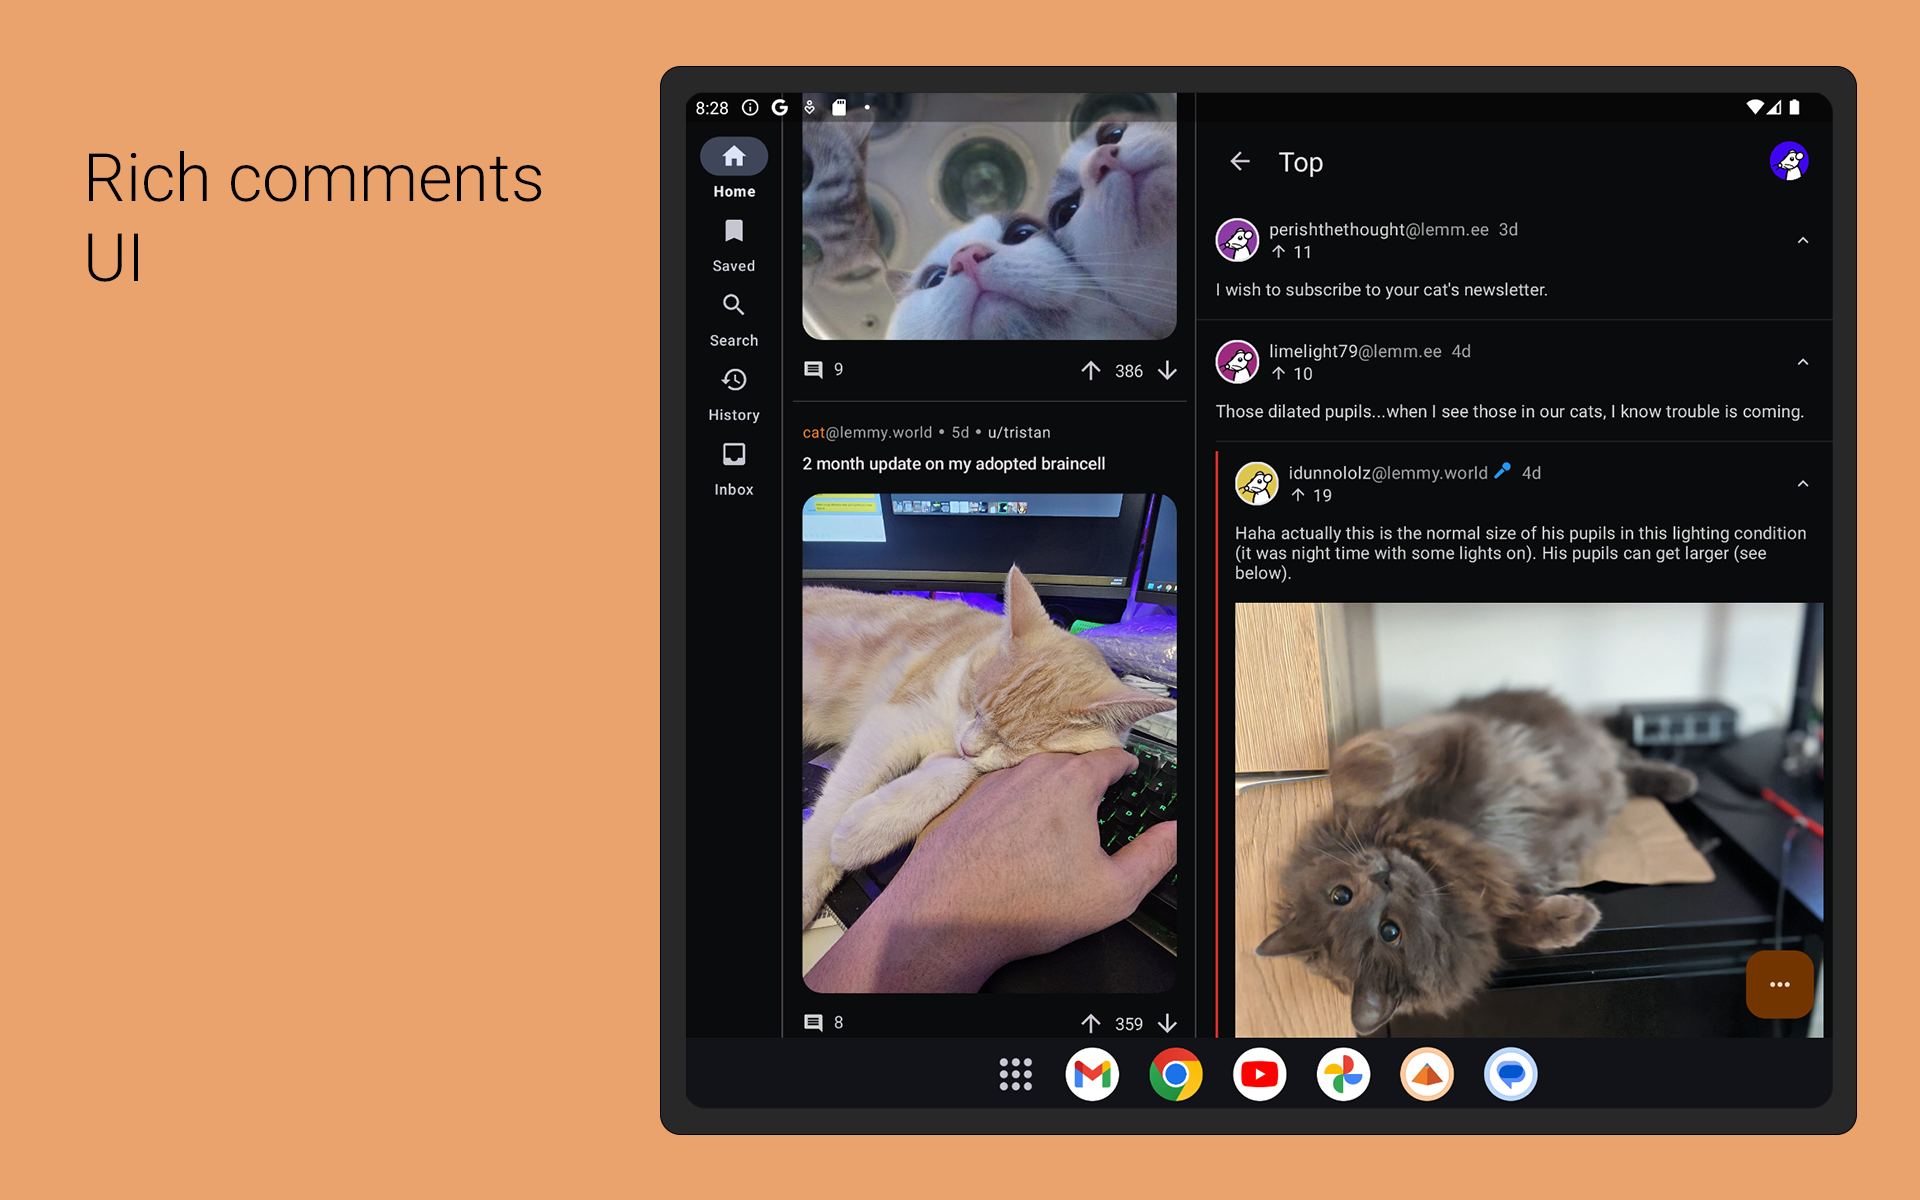 Rich comments
UI
8:28
Home
Saved
Search
History
Inbox
9
386
cat@lemmy.world • 5d • u/tristan
2 month update on my adopted braincell
8
359
Top
perishthethought@lemm.ee 3d
11
I wish to subscribe to your cat's newsletter.
limelight79@lemm.ee 4d
10
Those dilated pupils...when I see those in our cats, I know trouble is coming.
idunnololz@lemmy.world 4d
19
Haha actually this is the normal size of his pupils in this lighting condition
(it was night time with some lights on). His pupils can get larger (see
below).